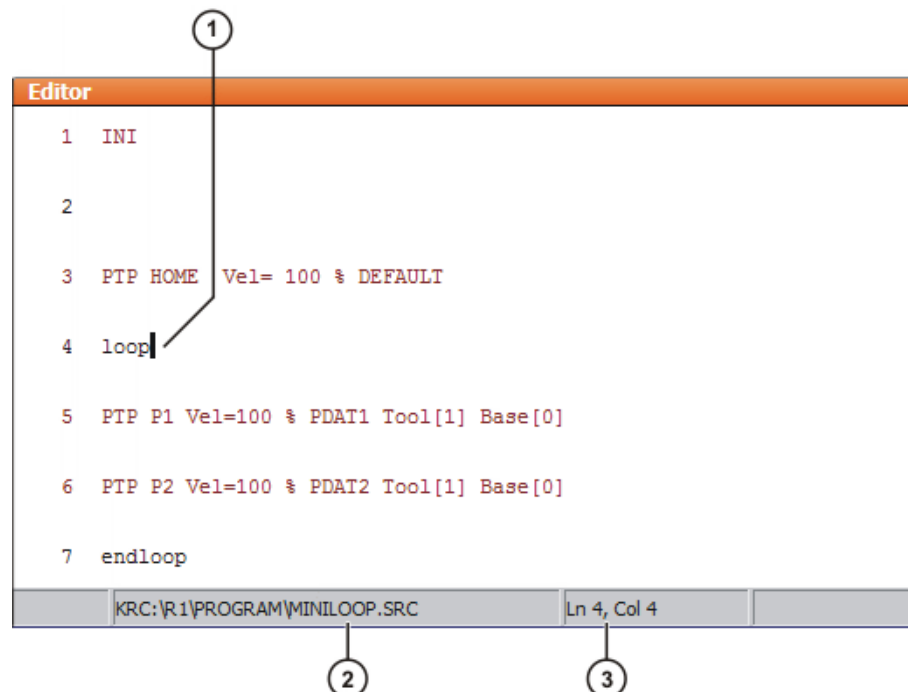 1
Editor
1 INI
2
3 PTP HOME  Vel= 100 % DEFAULT
4 loop
5 PTP P1 Vel=100 % PDAT1 Tool[1] Base[0]
6 PTP P2 Vel=100 % PDAT2 Tool[1] Base[0]
7 endloop
KRC:\R1\PROGRAM\MINILOOP.SRC Ln 4, Col 4
2 3